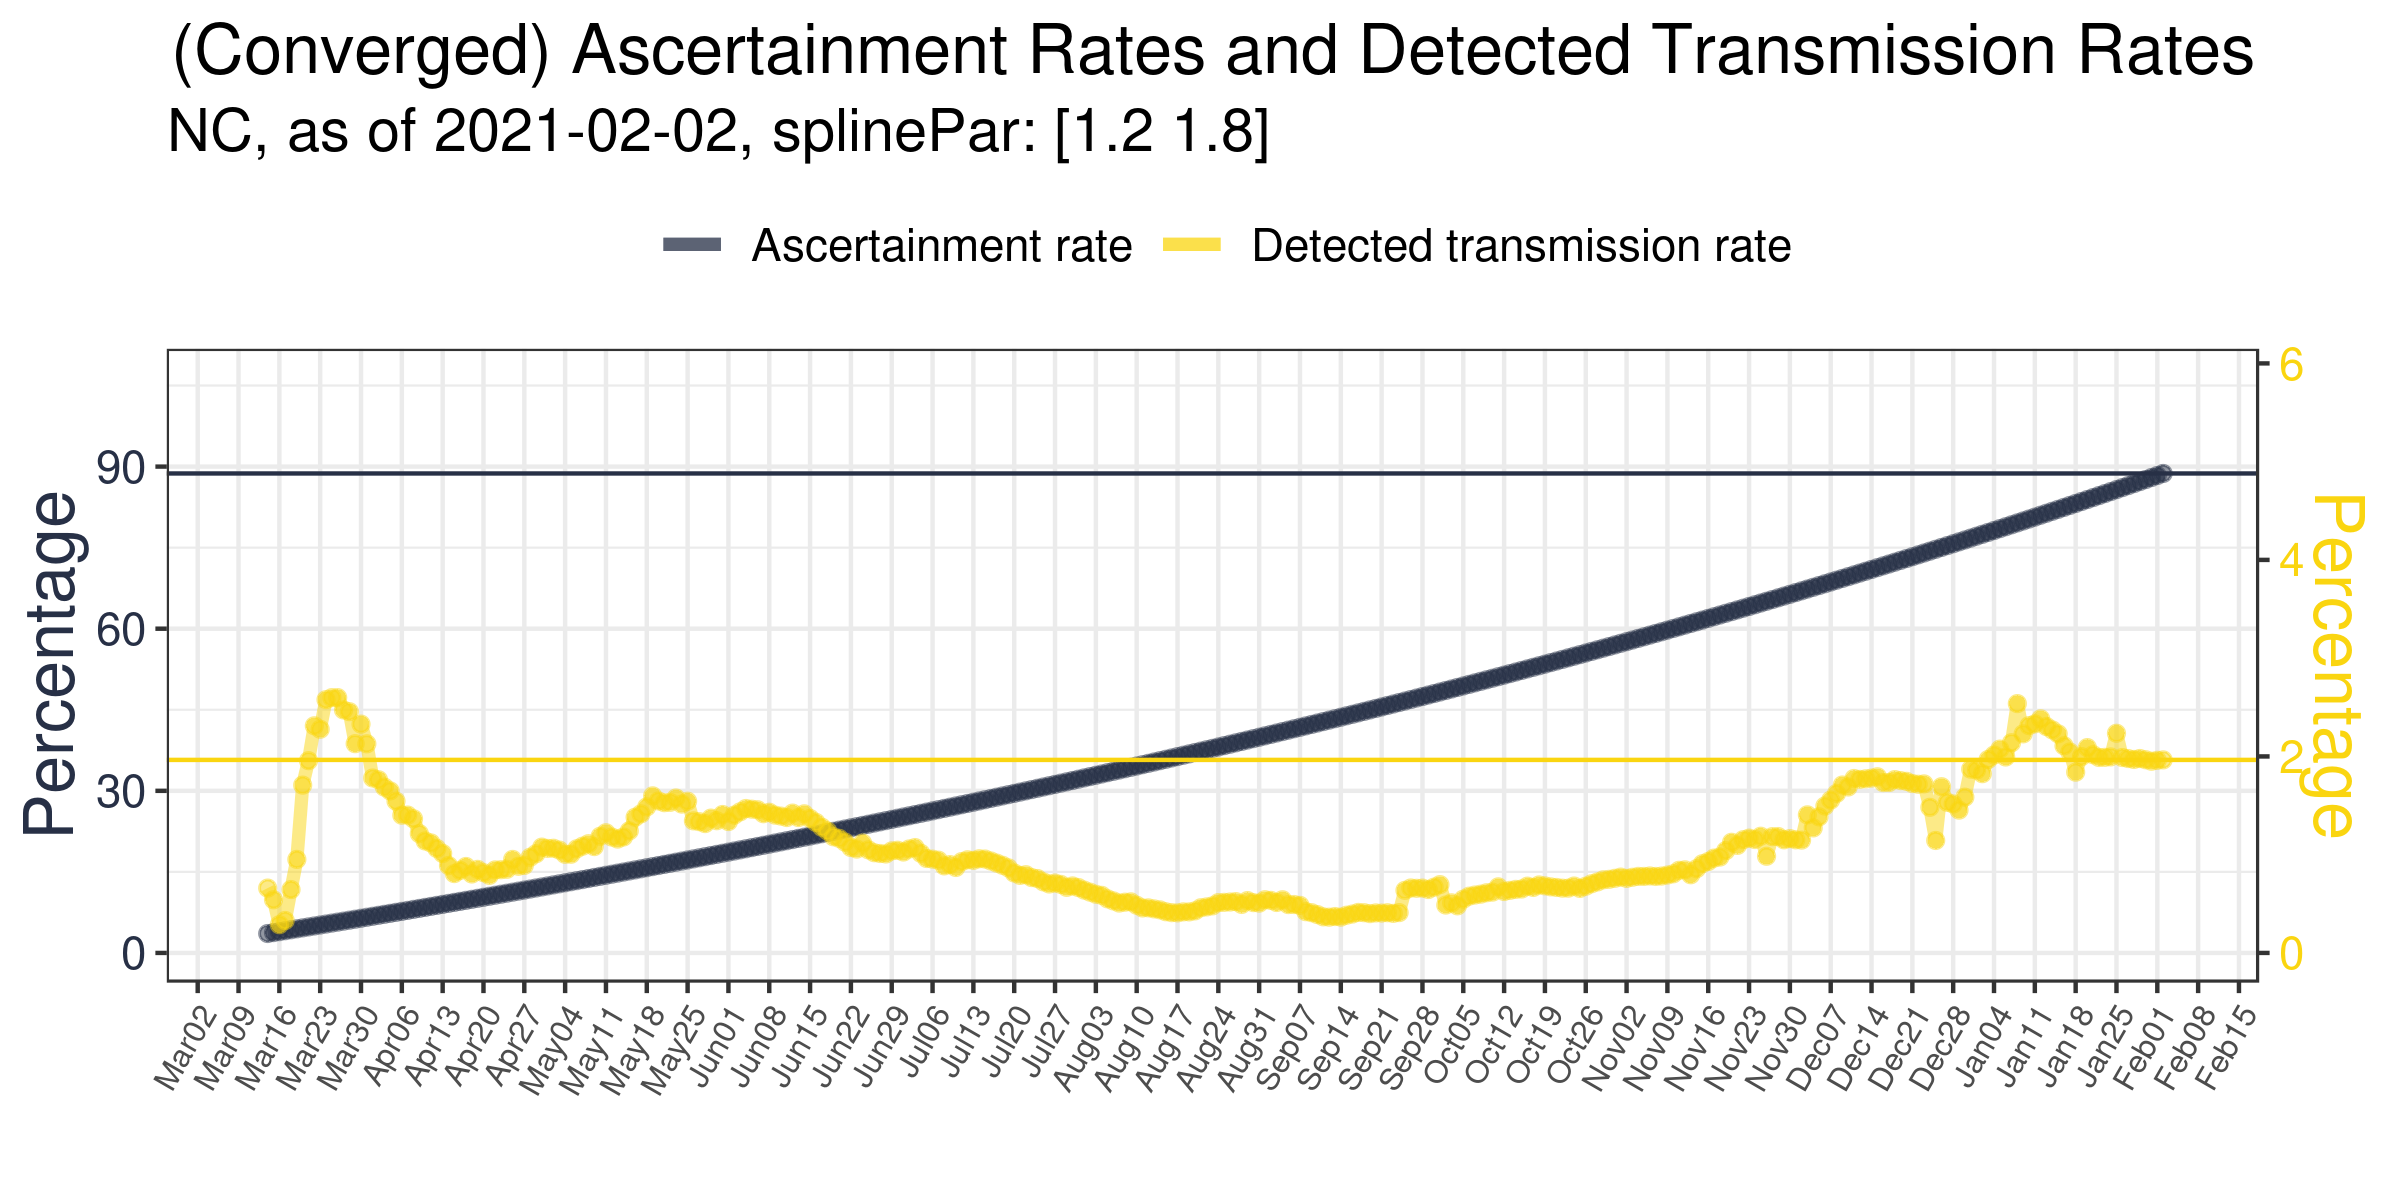 (Converged) Ascertainment Rates and Detected Transmission Rates
NC, as of 2021-02-02, splinePar: [1.2 1.8]
Ascertainment rate Detected transmission rate
Percentage
90
60
30
0
6
4
2
0
Percentage
Mar02 Mar09 Mar16 Mar23 Mar30 Apr06 Apr13 Apr20 Apr27 May04 May11 May18 May25 Jun01 Jun08 Jun15 Jun22 Jun29 Jul06 Jul13 Jul20 Jul27 Aug03 Aug10 Aug17 Aug24 Aug31 Sep07 Sep14 Sep21 Sep28 Oct05 Oct12 Oct19 Oct26 Nov02 Nov09 Nov16 Nov23 Nov30 Dec07 Dec14 Dec21 Dec28 Jan04 Jan11 Jan18 Jan25 Feb01 Feb08 Feb15